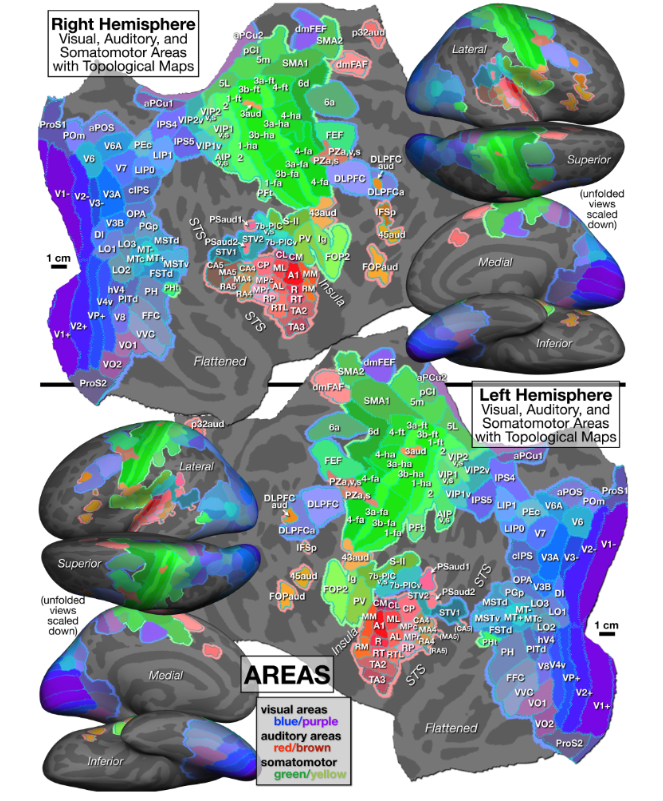 Right Hemisphere
Visual, Auditory, and
Somatomotor Areas
with Topological Maps
aPCu2
dmFEF
p32aud
pCI
SMA2
5m
SMA1
dmFAF
Lateral
5L
3a-ft
4-ft
6d
3b-ft
1-ft
2
aPCu1
VIP2
v,s
3aud
4-ha
6a
ProS1
IPS4
VIP2v
3a-ha
POm
aPOS
VIP1
v,s
3b-ha
FEF
V6A
PEc
IPS5
VIP1v
1-ha
4-fa
PZa,v,s
V6
LIP1
AIP
v,s
2
3a-fa
PZa,s
DLPFC
aud
Superior
V7
LIP0
3b-fa
DLPFC
V1-
V2-
V3A
cIPS
PFt
1-fa
4-fa
DLPFCa
(unfolded
views
scaled
down)
V3-
OPA
43aud
IFSp
V3B
PGp
STS
PSaud1
7b-PIC
v,s
S-II
DI
LO3
MSTd
PSaud2
STV2
7b-PICv
PV
Ig
45aud
LO1
MT-
STV1
1 cm
MTc
MT+
MSTv
CL
CM
FOP2
FOPaud
Medial
LO2
FSTd
CA5
CA4
CP
ML
A1
MM
MA5
MA4
MPc
AL
R
RM
Insula
hV4
PH
PHt
RA5
RA4
MPr
RP
RT
V4v
PITd
RTL
TA2
VP+
V8
FFC
STS
TA3
V1+
V2+
VVC
VO1
Inferior
VO2
Flattened
ProS2
Left Hemisphere
Visual, Auditory, and
Somatomotor Areas
with Topological Maps
dmFEF
SMA2
aPCu2
dmFAF
pCI
SMA1
5m
p32aud
6a
6d
4-ft
3a-ft
3b-ft
5L
1-ft
2
Lateral
FEF
4-ha
3aud
VIP2
v,s
aPCu1
3a-ha
VIP2v
IPS4
PZa,v,s
3b-ha
VIP1
v,s
aPOS
ProS1
DLPFC
aud
DLPFC
PZa,s
1-ha
2
VIP1v
IPS5
LIP1
V6A
POm
3a-fa
AIP
v,s
PEc
V6
DLPFCa
4-fa
3b-fa
PFt
LIP0
V7
1-fa
IFSp
43aud
S-II
cIPS
V3A
V3-
V2-
V1-
Superior
45aud
Ig
7b-PIC
v,s
7b-PICv
PSaud1
STS
OPA
V3B
(unfolded
views
scaled
down)
FOPaud
FOP2
PV
STV2
PSaud2
PGp
DI
CM
CL
CP
STV1
MSTd
LO3
LO1
MM
ML
CA4
(CA5)
MSTv
MT-
MT+
MTc
A1
MPc
MA4
(MA5)
FSTd
LO2
1 cm
Insula
R
AL
MPr
RA4
(RA5)
PHt
hV4
RM
RT
RTL
RP
PH
PITd
Medial
TA2
STS
V8
V4v
TA3
FFC
VP+
AREAS
VVC
V2+
VO1
V1+
visual areas
blue/purple
auditory areas
red/brown
somatomotor
green/yellow
VO2
Flattened
ProS2
Inferior